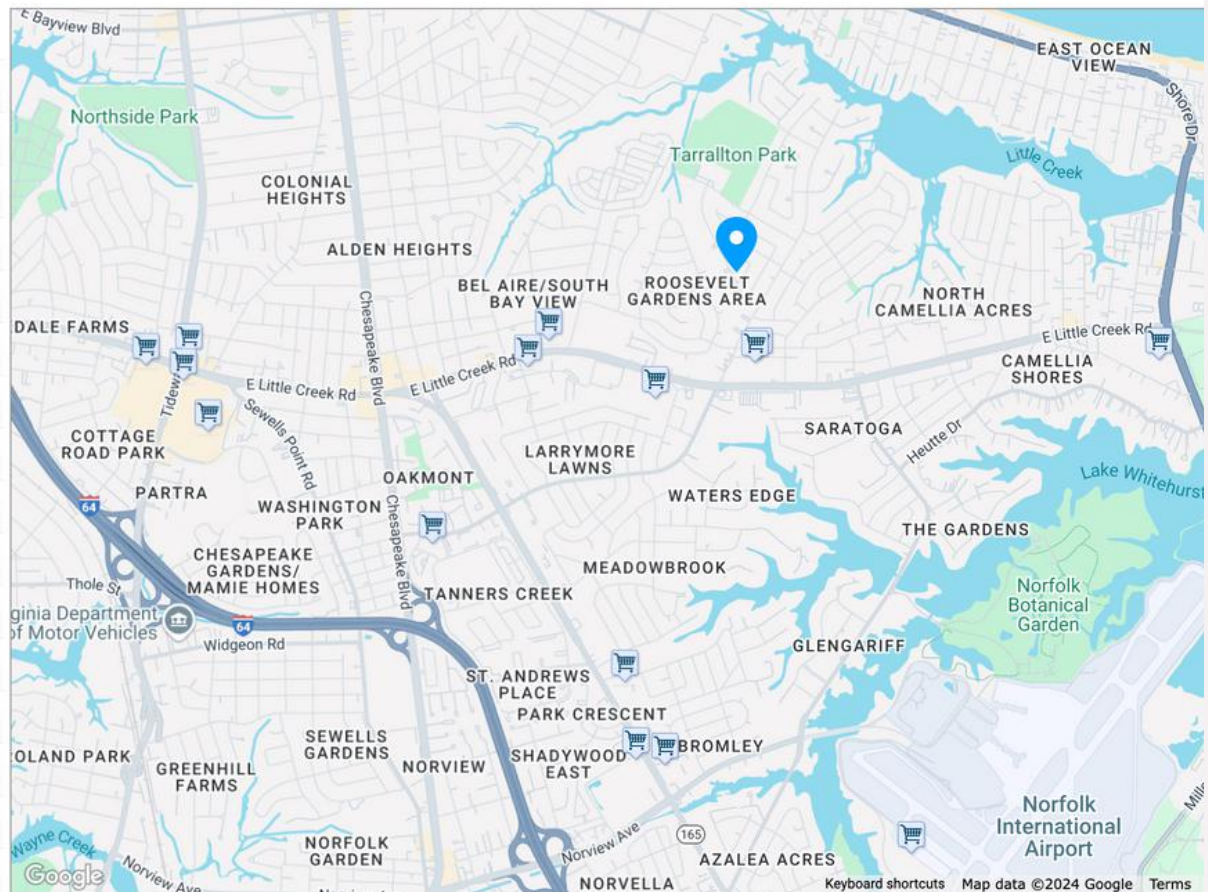 E Bayview Blvd
EAST OCEAN
VIEW
Northside Park
Shore Dr
Tarrallton Park
Little Creek
COLONIAL
HEIGHTS
ALDEN HEIGHTS
BEL AIRE/SOUTH
BAY VIEW
ROOSEVELT
GARDENS AREA
NORTH
CAMELLIA ACRES
Chesapeake Blvd
DALE FARMS
E Little Creek Rd
CAMELLIA
SHORES
E Little Creek Rd
E Little Creek Rd
Tidew
Sewells Point Rd
COTTAGE
ROAD PARK
SARATOGA
Heutte Dr
LARRYMORE
LAWNS
OAKMONT
Lake Whitehurst
PARTRA
64
WATERS EDGE
WASHINGTON
PARK
Chesapeake Blvd
THE GARDENS
CHESAPEAKE
GARDENS/
MAMIE HOMES
MEADOWBROOK
Thole St
TANNERS CREEK
Norfolk
Botanical
Garden
ginia Department
of Motor Vehicles
64
Widgeon Rd
GLENGARIFF
ST. ANDREWS
PLACE
PARK CRESCENT
SEWELLS
GARDENS
OLAND PARK
NORVIEW
SHADYWOOD
EAST
BROMLEY
GREENHILL
FARMS
Mill
Norfolk
International
Airport
165
Norview Ave
Wayne Creek
NORFOLK
GARDEN
AZALEA ACRES
Google
Norview Ave
NORVELLA
Keyboard shortcuts Map data ©2024 Google Terms